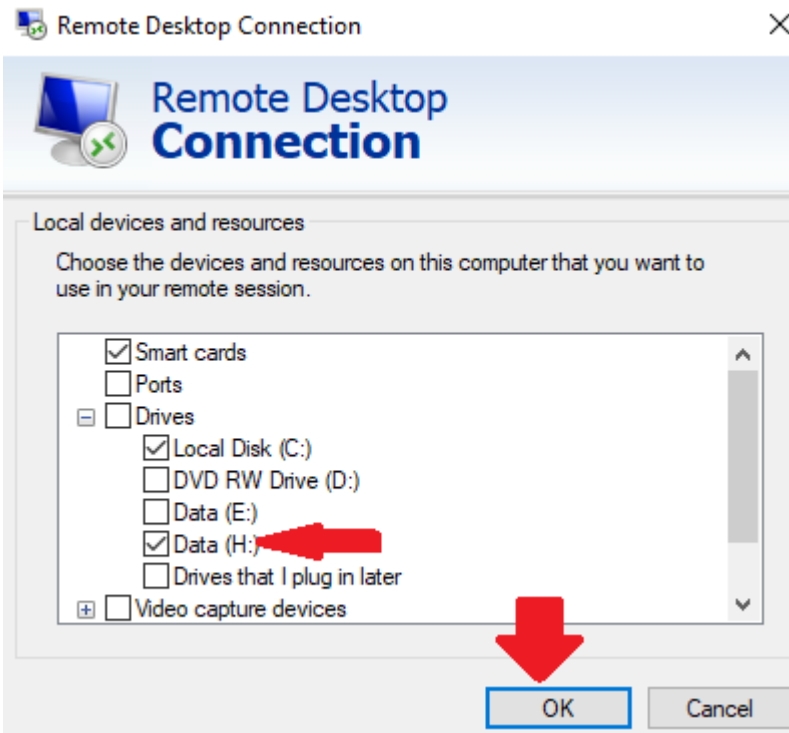 Remote Desktop Connection
Remote Desktop
Connection
Local devices and resources
Choose the devices and resources on this computer that you want to
use in your remote session.
Smart cards
Ports
Drives
Local Disk (C:)
DVD RW Drive (D:)
Data (E:)
Data (H:)
Drives that I plug in later
Video capture devices
OK Cancel